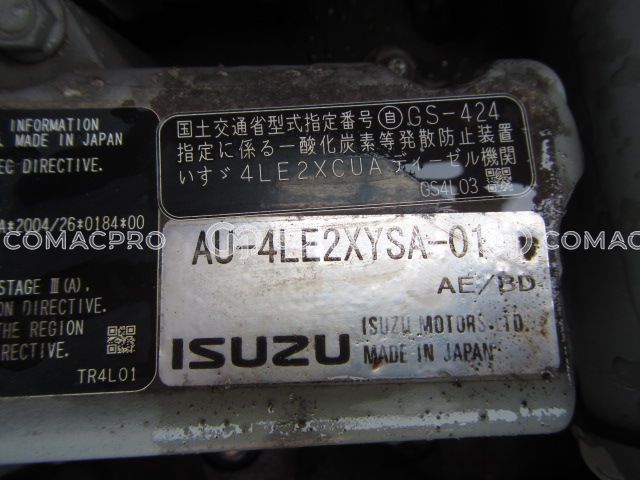 INFORMATION
MADE IN JAPAN
EC DIRECTIVE.
A*2004/26*0184*00
STAGE Ⅲ(A).
ON DIRECTIVE.
OF THE REGION
DIRECTIVE.
TR4L01
国土交通省型式指定番号 自 GS-424
指定に係る一酸化炭素等発散防止装置
いすゞ 4LE2XCUA ディーゼル機関
GS4L03
AU-4LE2XYSA-01
AE/BD
ISUZU
ISUZU MOTORS LTD.
MADE IN JAPAN
COMACPRO
COMACPRO
COMACPRO